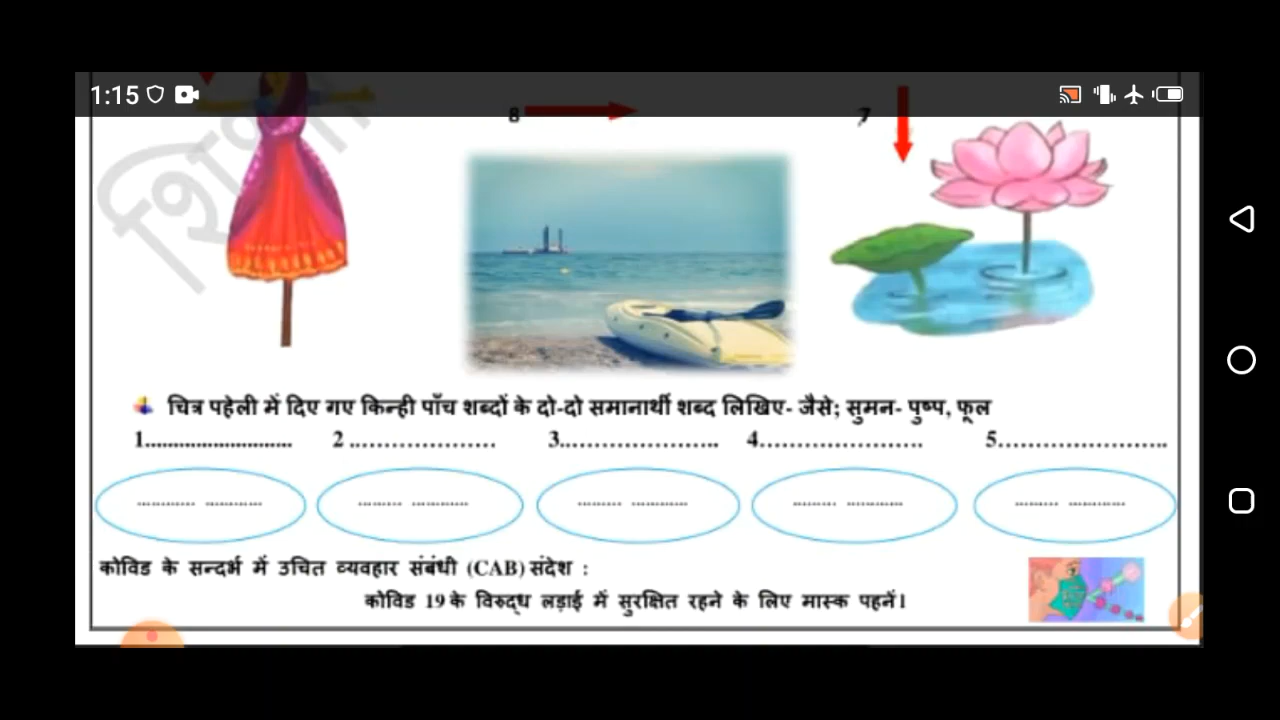 1:15
8
7
चित्र पहेली में दिए गए किन्ही पाँच शब्दों के दो-दो समानार्थी शब्द लिखिए- जैसे; सुमन- पुष्प, फूल
1.......................... 2 ..................... 3...................... 4...................... 5........................
............ ............ ......... ............ ......... ............ ......... ............ ......... ............
कोविड के सन्दर्भ में उचित व्यवहार संबंधी (CAB) संदेश :
कोविड 19 के विरुद्ध लड़ाई में सुरक्षित रहने के लिए मास्क पहनें।